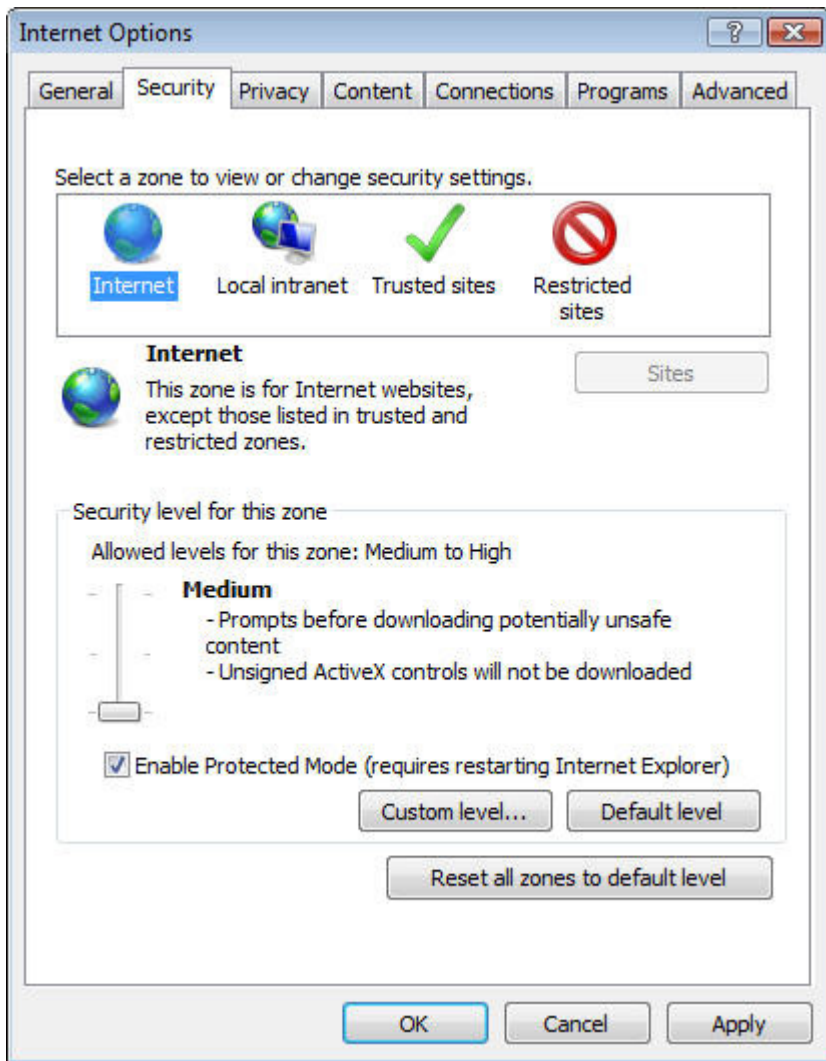 Internet Options
General Security Privacy Content Connections Programs Advanced
Select a zone to view or change security settings.
Internet Local intranet Trusted sites Restricted
sites
Internet
Sites
This zone is for Internet websites,
except those listed in trusted and
restricted zones.
Security level for this zone
Allowed levels for this zone: Medium to High
Medium
- Prompts before downloading potentially unsafe
content
- Unsigned ActiveX controls will not be downloaded
Enable Protected Mode (requires restarting Internet Explorer)
Custom level... Default level
Reset all zones to default level
OK Cancel Apply